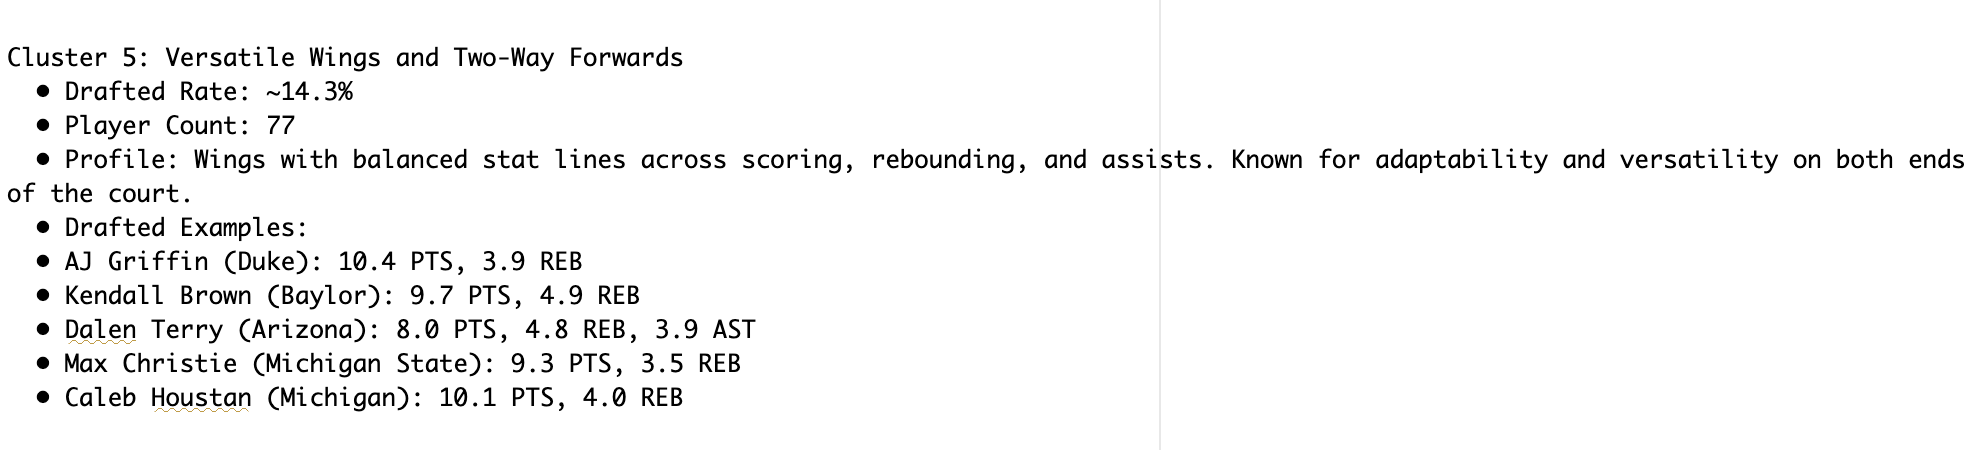 Cluster 5: Versatile Wings and Two-Way Forwards
• Drafted Rate: ~14.3%
• Player Count: 77
• Profile: Wings with balanced stat lines across scoring, rebounding, and assists. Known for adaptability and versatility on both ends
of the court.
• Drafted Examples:
• AJ Griffin (Duke): 10.4 PTS, 3.9 REB
• Kendall Brown (Baylor): 9.7 PTS, 4.9 REB
• Dalen Terry (Arizona): 8.0 PTS, 4.8 REB, 3.9 AST
• Max Christie (Michigan State): 9.3 PTS, 3.5 REB
• Caleb Houstan (Michigan): 10.1 PTS, 4.0 REB